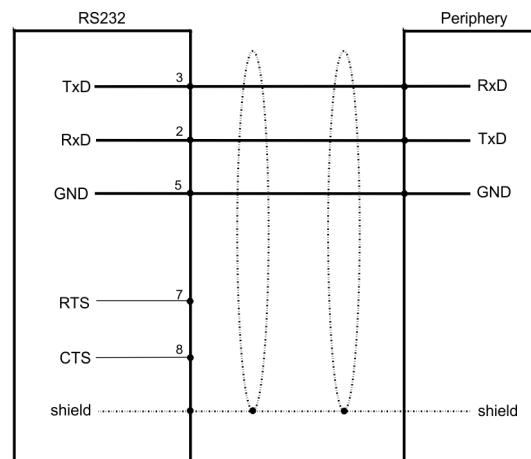 RS232 Periphery
TxD 3 RxD
RxD 2 TxD
GND 5 GND
RTS 7
CTS 8
shield shield